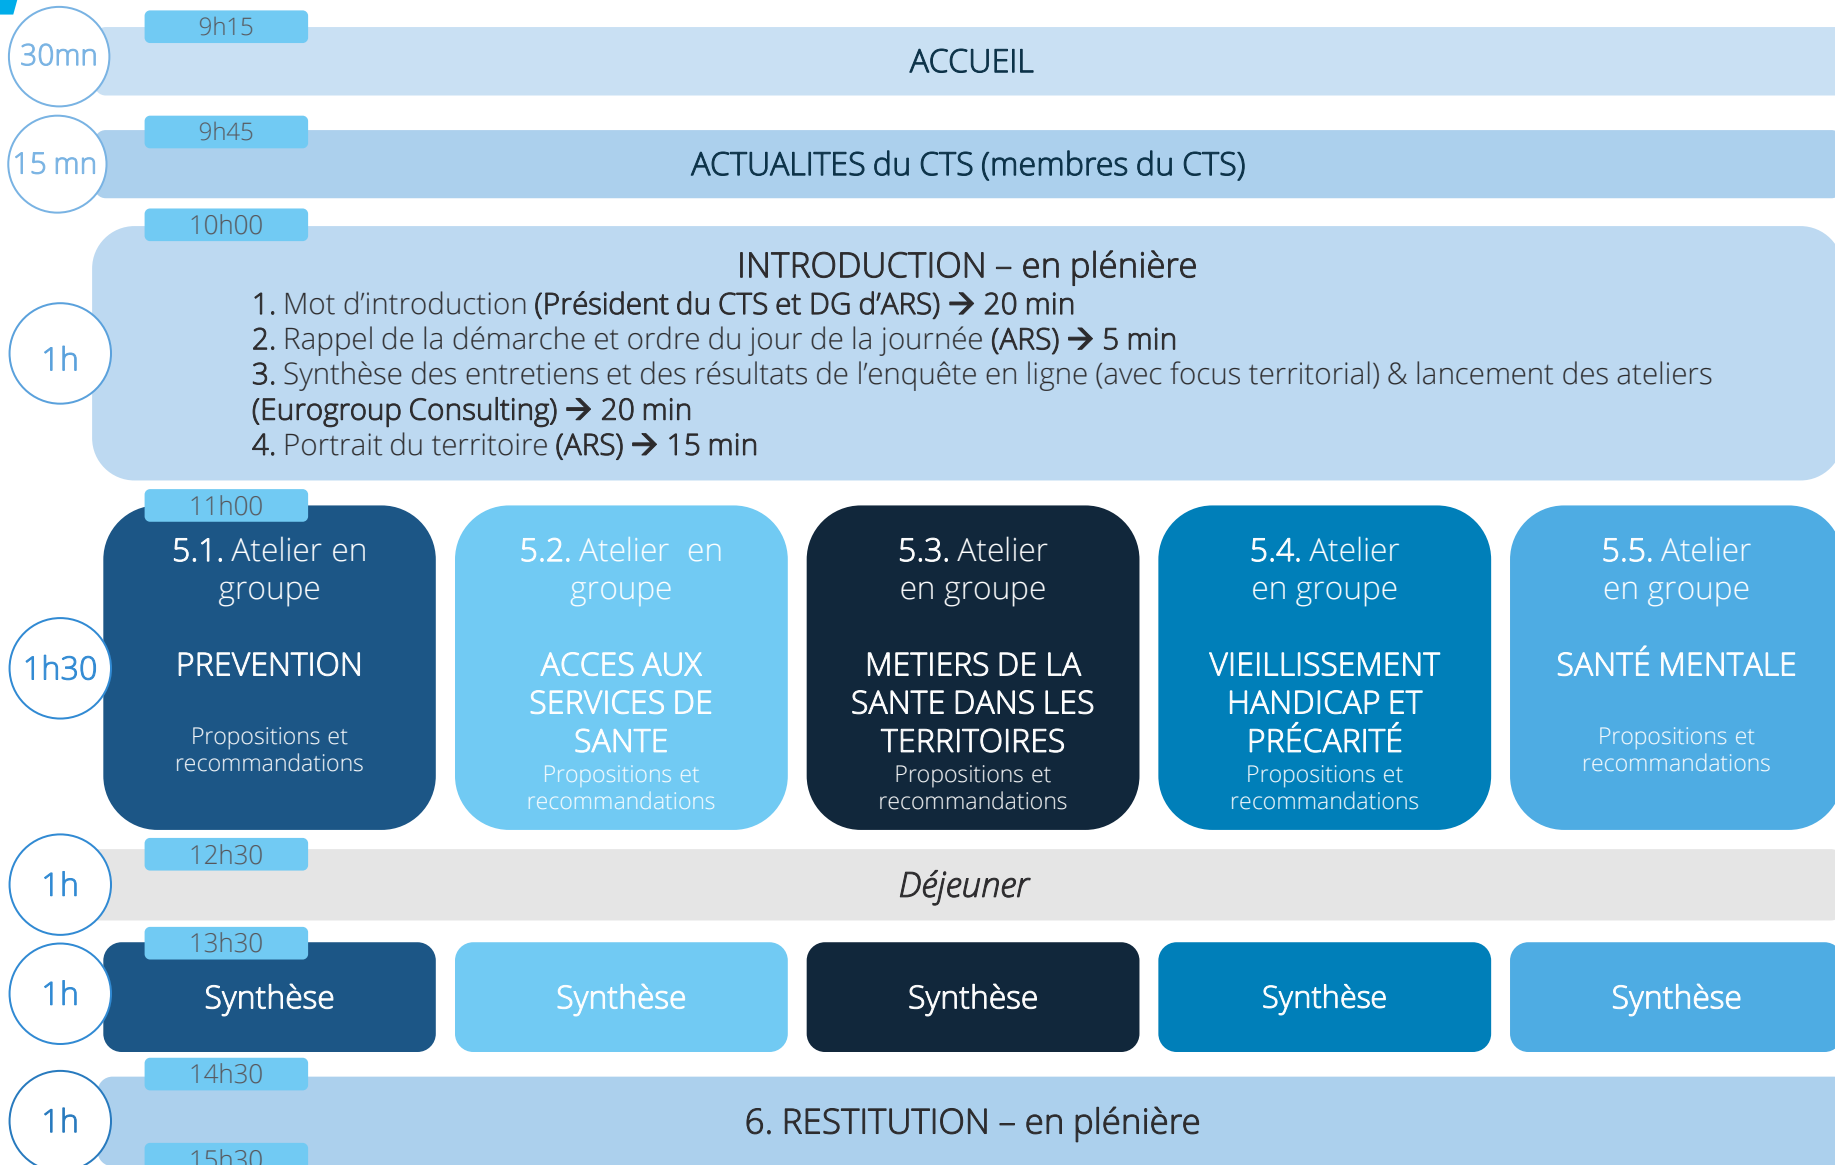 9h15
30mn
ACCUEIL
9h45
15 mn
ACTUALITES du CTS (membres du CTS)
10h00
INTRODUCTION – en plénière
1. Mot d’introduction (Président du CTS et DG d’ARS) → 20 min
2. Rappel de la démarche et ordre du jour de la journée (ARS) → 5 min
1h
3. Synthèse des entretiens et des résultats de l’enquête en ligne (avec focus territorial) & lancement des ateliers
(Eurogroup Consulting) → 20 min
4. Portrait du territoire (ARS) → 15 min
11h00
1h30
5.1. Atelier en
groupe
PREVENTION
Propositions et
recommandations
5.2. Atelier  en
groupe
ACCES AUX
SERVICES DE
SANTE
Propositions et
recommandations
5.3. Atelier
en groupe
METIERS DE LA
SANTE DANS LES
TERRITOIRES
Propositions et
recommandations
5.4. Atelier
en groupe
VIEILLISSEMENT
HANDICAP ET
PRÉCARITÉ
Propositions et
recommandations
5.5. Atelier
en groupe
SANTÉ MENTALE
Propositions et
recommandations
12h30
1h
Déjeuner
13h30
1h
Synthèse
Synthèse
Synthèse
Synthèse
Synthèse
14h30
1h
6. RESTITUTION – en plénière
15h30